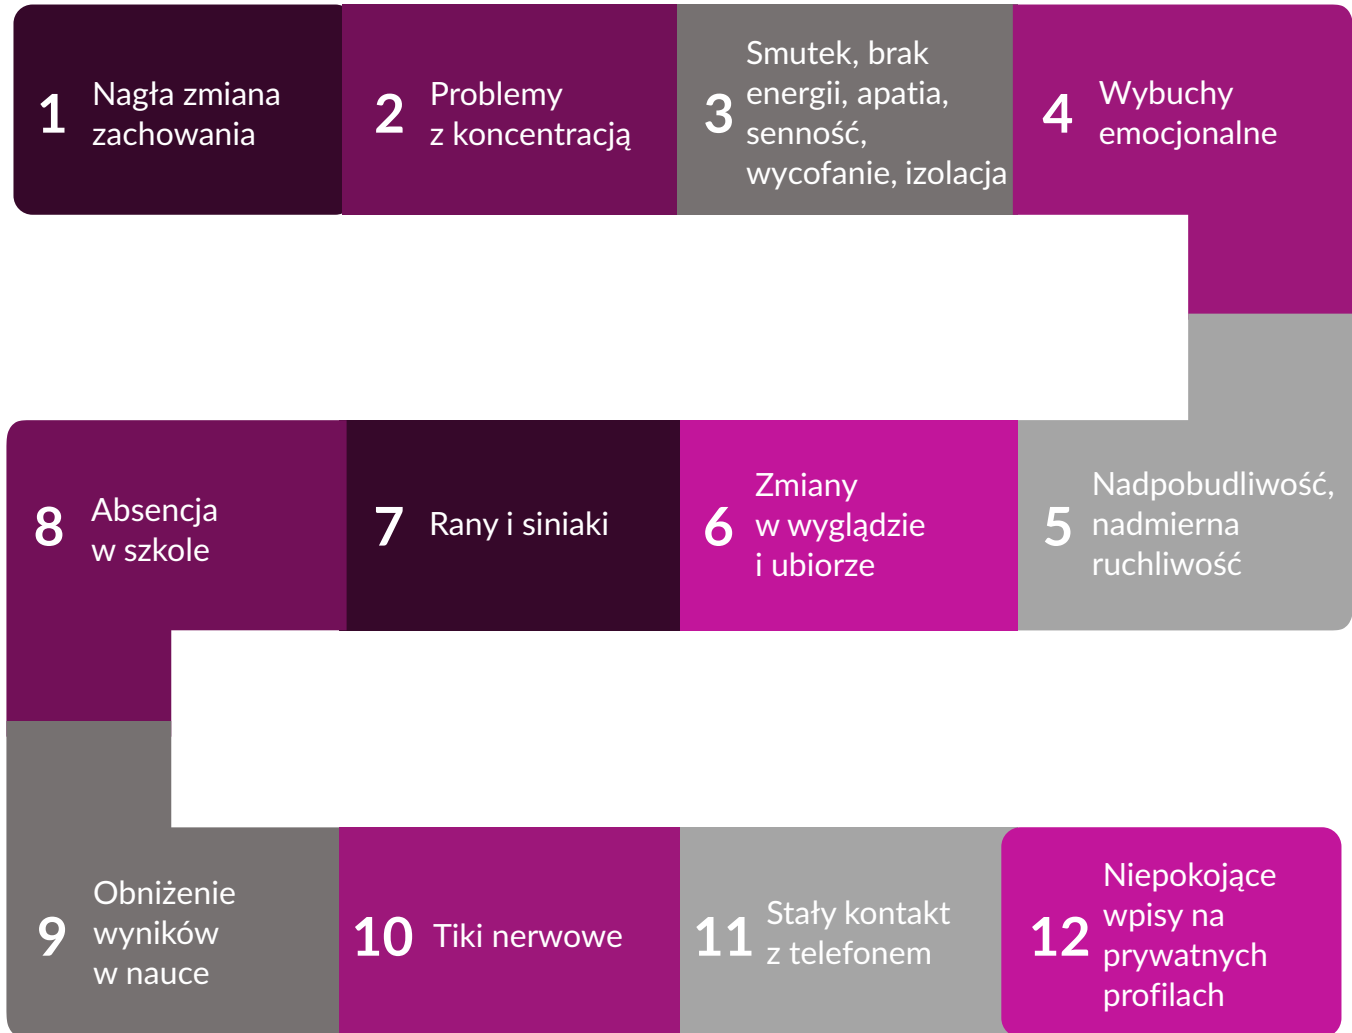 1
Nagła zmiana
zachowania
2
Problemy
z koncentracją
3
Smutek, brak
energii, apatia,
senność,
wycofanie, izolacja
4
Wybuchy
emocjonalne
5
Nadpobudliwość,
nadmierna
ruchliwość
6
Zmiany
w wyglądzie
i ubiorze
7
Rany i siniaki
8
Absencja
w szkole
9
Obniżenie
wyników
w nauce
10
Tiki nerwowe
11
Stały kontakt
z telefonem
12
Niepokojące
wpisy na
prywatnych
profilach